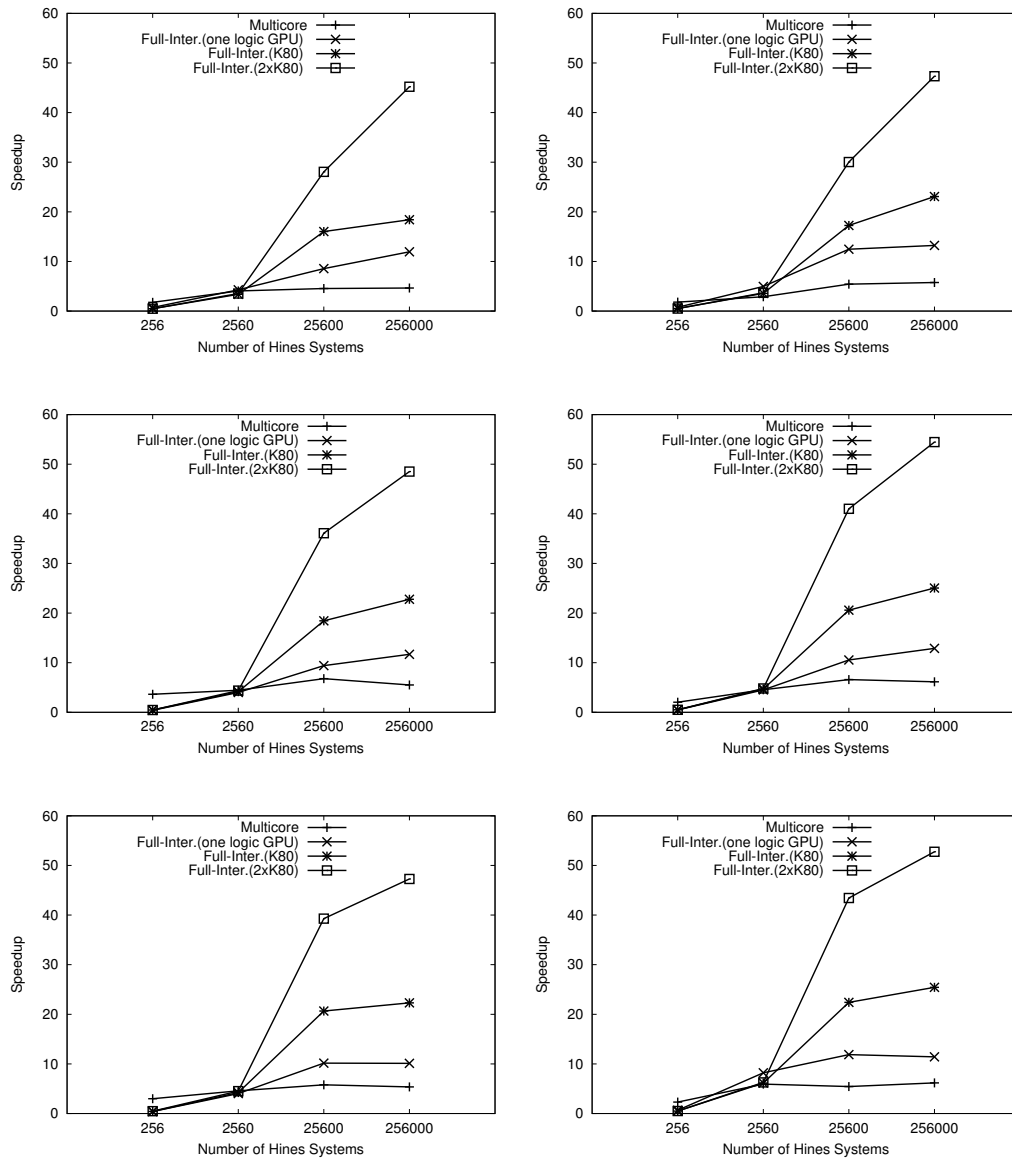 60
50
40
30
20
10
0
Speedup
Multicore
Full-Inter.(one logic GPU)
Full-Inter.(K80)
Full-Inter.(2xK80)
256 2560 25600 256000
Number of Hines Systems
60
50
40
30
20
10
0
Speedup
Multicore
Full-Inter.(one logic GPU)
Full-Inter.(K80)
Full-Inter.(2xK80)
256 2560 25600 256000
Number of Hines Systems
60
50
40
30
20
10
0
Speedup
Multicore
Full-Inter.(one logic GPU)
Full-Inter.(K80)
Full-Inter.(2xK80)
256 2560 25600 256000
Number of Hines Systems
60
50
40
30
20
10
0
Speedup
Multicore
Full-Inter.(one logic GPU)
Full-Inter.(K80)
Full-Inter.(2xK80)
256 2560 25600 256000
Number of Hines Systems
60
50
40
30
20
10
0
Speedup
Multicore
Full-Inter.(one logic GPU)
Full-Inter.(K80)
Full-Inter.(2xK80)
256 2560 25600 256000
Number of Hines Systems
60
50
40
30
20
10
0
Speedup
Multicore
Full-Inter.(one logic GPU)
Full-Inter.(K80)
Full-Inter.(2xK80)
256 2560 25600 256000
Number of Hines Systems